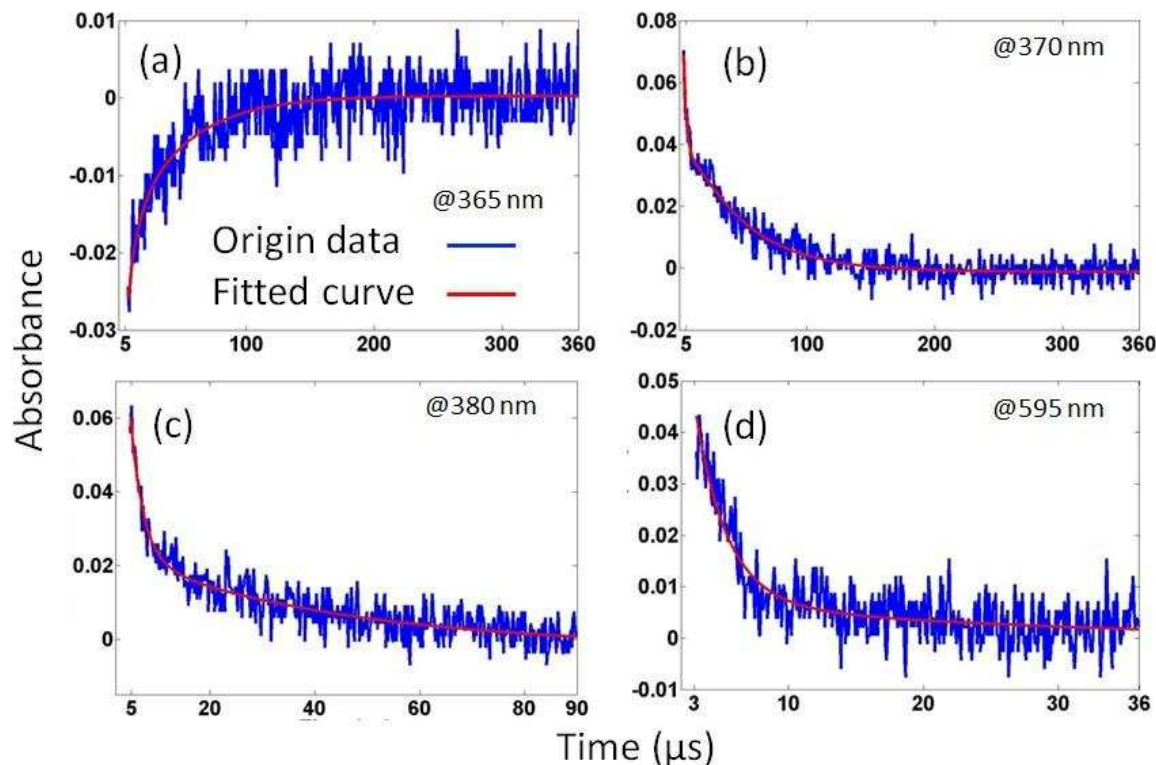 0.01
0
-0.01
-0.02
-0.03
(a)
@365 nm
Origin data
Fitted curve
5 100 200 300 360
0.08
0.06
0.04
0.02
0
-0.02
(b)
@370 nm
5 100 200 300 360
Absorbance
0.06
0.04
0.02
0
(c)
@380 nm
5 20 40 60 80 90
0.05
0.04
0.03
0.02
0.01
0
-0.01
(d)
@595 nm
3 10 20 30 36
Time (µs)